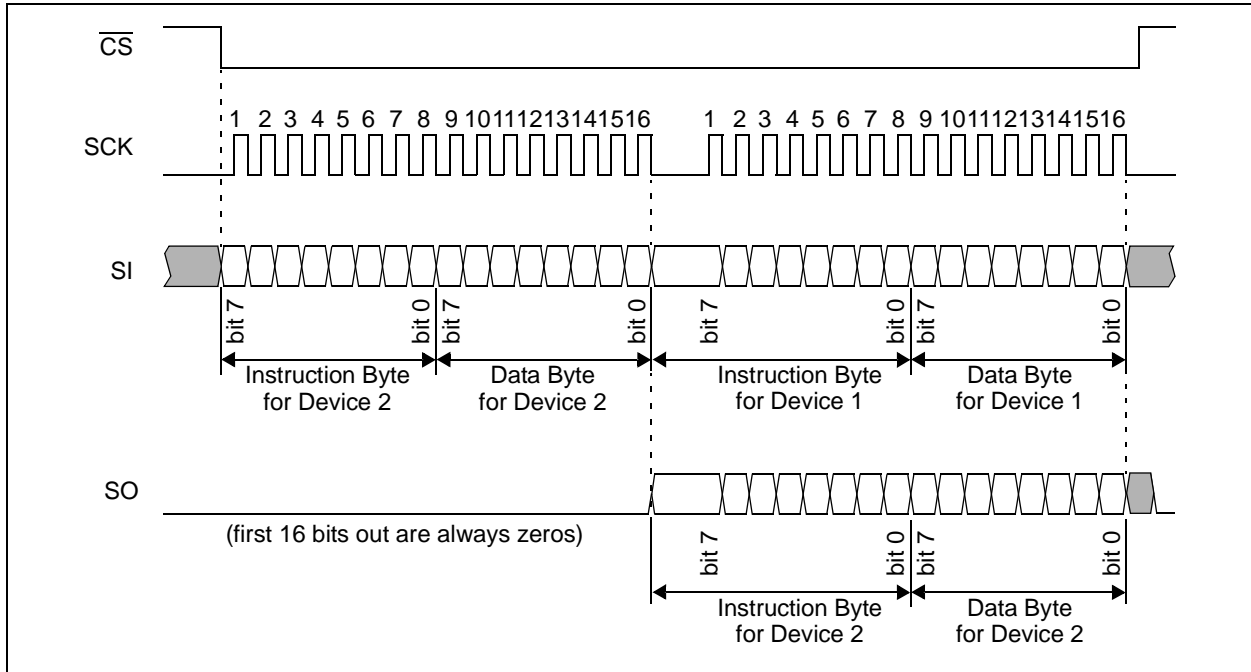 CS
1 2 3 4 5 6 7 8 9 10 11 12 13 14 15 16 1 2 3 4 5 6 7 8 9 10 11 12 13 14 15 16
SCK
SI
bit 7 bit 0 bit 7 bit 0 bit 7 bit 0 bit 7 bit 0
Instruction Byte Data Byte Instruction Byte Data Byte
for Device 2 for Device 2 for Device 1 for Device 1
SO
(first 16 bits out are always zeros)
bit 7 bit 0 bit 7 bit 0
Instruction Byte Data Byte
for Device 2 for Device 2